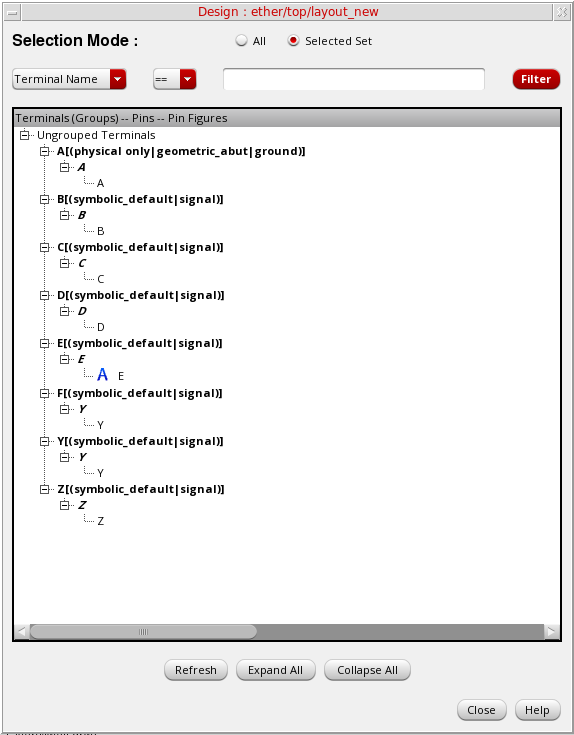 Design : ether/top/layout_new
Selection Mode :
All
Selected Set
Terminal Name
==
Filter
Terminals (Groups) -- Pins -- Pin Figures
Ungrouped Terminals
A[(physical only|geometric_abut|ground)]
A
A
B[(symbolic_default|signal)]
B
B
C[(symbolic_default|signal)]
C
C
D[(symbolic_default|signal)]
D
D
E[(symbolic_default|signal)]
E
A E
F[(symbolic_default|signal)]
Y
Y
Y[(symbolic_default|signal)]
Y
Y
Z[(symbolic_default|signal)]
Z
Z
Refresh
Expand All
Collapse All
Close
Help